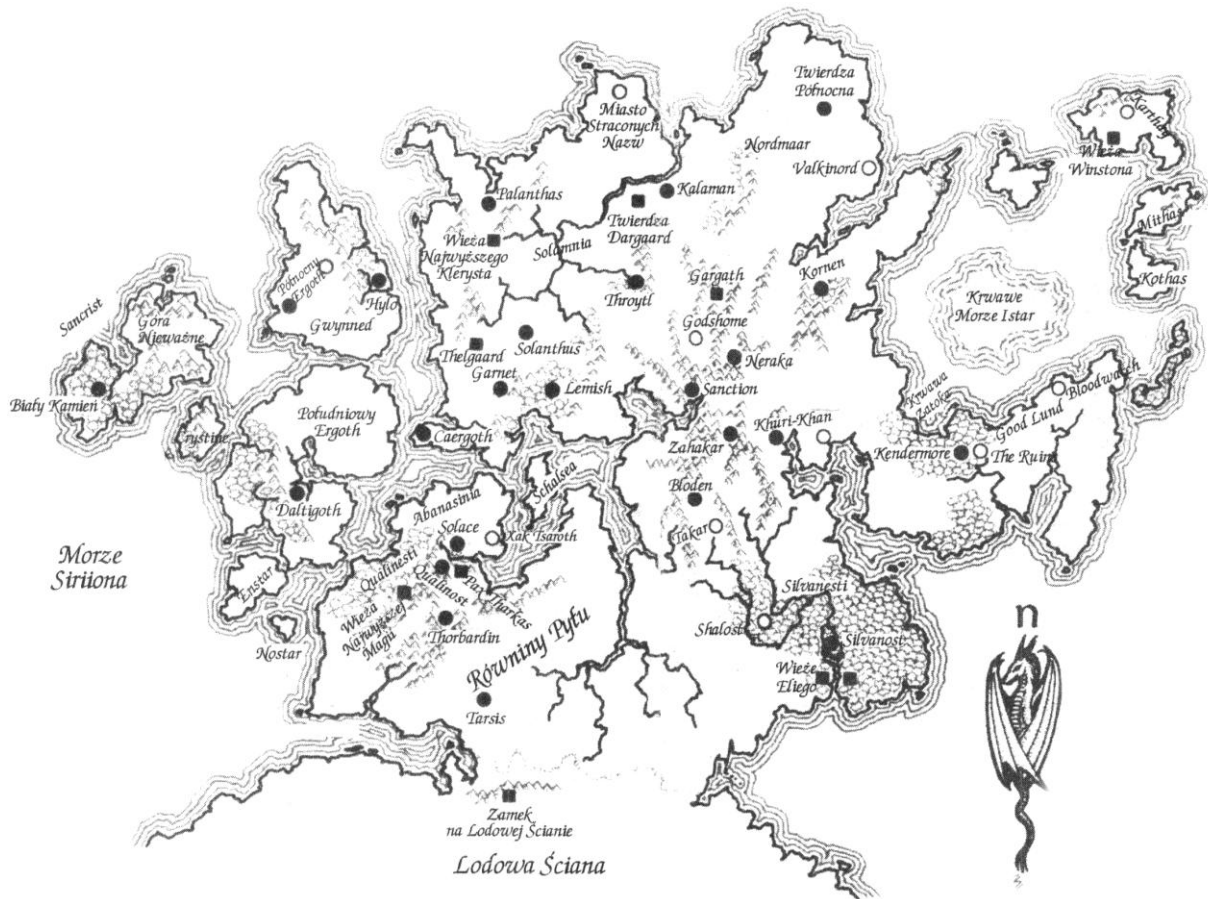 Twierdza
Północna
Miasto
Straconych
Nazw
Karthay
Wieża
Winstona
Nordmaar
Valkinord
Palanthas
Kalaman
Twierdza
Dargaard
Mithas
Wieża
Najwyższego
Klerysta
Solamnia
Kothas
Północny
Ergoth
Hylo
Gwynned
Throytl
Gargath
Kornen
Krwawe
Morze Istar
Sancrist
Góra
Nieważne
Godshome
Solanthus
Thelgaard
Garnet
Neraka
Lemish
Sanction
Biały Kamień
Południowy
Ergoth
Krwawa
Zatoka
Bloodwatch
Good Lund
Crystine
Caergoth
Zahakar
Khuri-Khan
Kendermore
The Ruins
Schalsea
Daltigoth
Abanasinia
Bloden
Solace
Xak Tsaroth
Takar
Morze
Siriiona
Enstar
Qualinesti
Qualinost
Pax Tharkas
Wieża
Najwyższej
Magii
Thorbardin
Silvanesti
Nostar
Shalost
Silvanost
Równiny Pyłu
Wieże
Eliego
Tarsis
Zamek
na Lodowej Ścianie
Lodowa Ściana
n